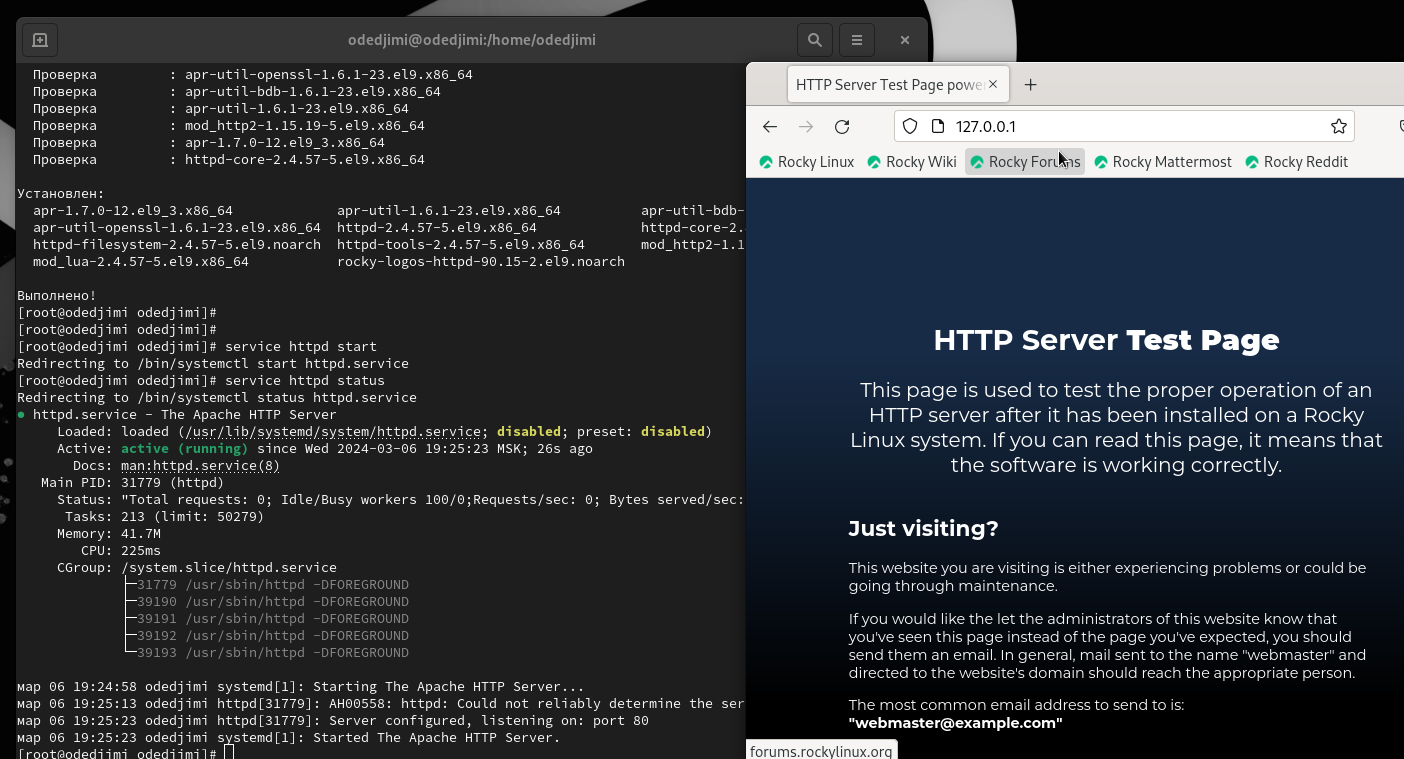 odedjimi@odedjimi:/home/odedjimi
Проверка : apr-util-openssl-1.6.1-23.el9.x86_64
Проверка : apr-util-bdb-1.6.1-23.el9.x86_64
Проверка : apr-util-1.6.1-23.el9.x86_64
Проверка : mod_http2-1.15.19-5.el9.x86_64
Проверка : apr-1.7.0-12.el9_3.x86_64
Проверка : httpd-core-2.4.57-5.el9.x86_64
Установлен:
apr-1.7.0-12.el9_3.x86_64 apr-util-1.6.1-23.el9.x86_64 apr-util-bdb-
apr-util-openssl-1.6.1-23.el9.x86_64 httpd-2.4.57-5.el9.x86_64 httpd-core-2.
httpd-filesystem-2.4.57-5.el9.noarch httpd-tools-2.4.57-5.el9.x86_64 mod_http2-1.1
mod_lua-2.4.57-5.el9.x86_64 rocky-logos-httpd-90.15-2.el9.noarch
Выполнено!
[root@odedjimi odedjimi]#
[root@odedjimi odedjimi]#
[root@odedjimi odedjimi]# service httpd start
Redirecting to /bin/systemctl start httpd.service
[root@odedjimi odedjimi]# service httpd status
Redirecting to /bin/systemctl status httpd.service
● httpd.service - The Apache HTTP Server
Loaded: loaded (/usr/lib/systemd/system/httpd.service; disabled; preset: disabled)
Active: active (running) since Wed 2024-03-06 19:25:23 MSK; 26s ago
Docs: man:httpd.service(8)
Main PID: 31779 (httpd)
Status: "Total requests: 0; Idle/Busy workers 100/0;Requests/sec: 0; Bytes served/sec:
Tasks: 213 (limit: 50279)
Memory: 41.7M
CPU: 225ms
CGroup: /system.slice/httpd.service
├─31779 /usr/sbin/httpd -DFOREGROUND
├─39190 /usr/sbin/httpd -DFOREGROUND
├─39191 /usr/sbin/httpd -DFOREGROUND
├─39192 /usr/sbin/httpd -DFOREGROUND
└─39193 /usr/sbin/httpd -DFOREGROUND
мар 06 19:24:58 odedjimi systemd[1]: Starting The Apache HTTP Server...
мар 06 19:25:13 odedjimi httpd[31779]: AH00558: httpd: Could not reliably determine the ser
мар 06 19:25:23 odedjimi httpd[31779]: Server configured, listening on: port 80
мар 06 19:25:23 odedjimi systemd[1]: Started The Apache HTTP Server.
[root@odedjimi odedjimi]#
HTTP Server Test Page powe
127.0.0.1
Rocky Linux Rocky Wiki Rocky Forums Rocky Mattermost Rocky Reddit
HTTP Server Test Page
This page is used to test the proper operation of an
HTTP server after it has been installed on a Rocky
Linux system. If you can read this page, it means that
the software is working correctly.
Just visiting?
This website you are visiting is either experiencing problems or could be
going through maintenance.
If you would like the let the administrators of this website know that
you've seen this page instead of the page you've expected, you should
send them an email. In general, mail sent to the name "webmaster" and
directed to the website's domain should reach the appropriate person.
The most common email address to send to is:
"webmaster@example.com"
forums.rockylinux.org